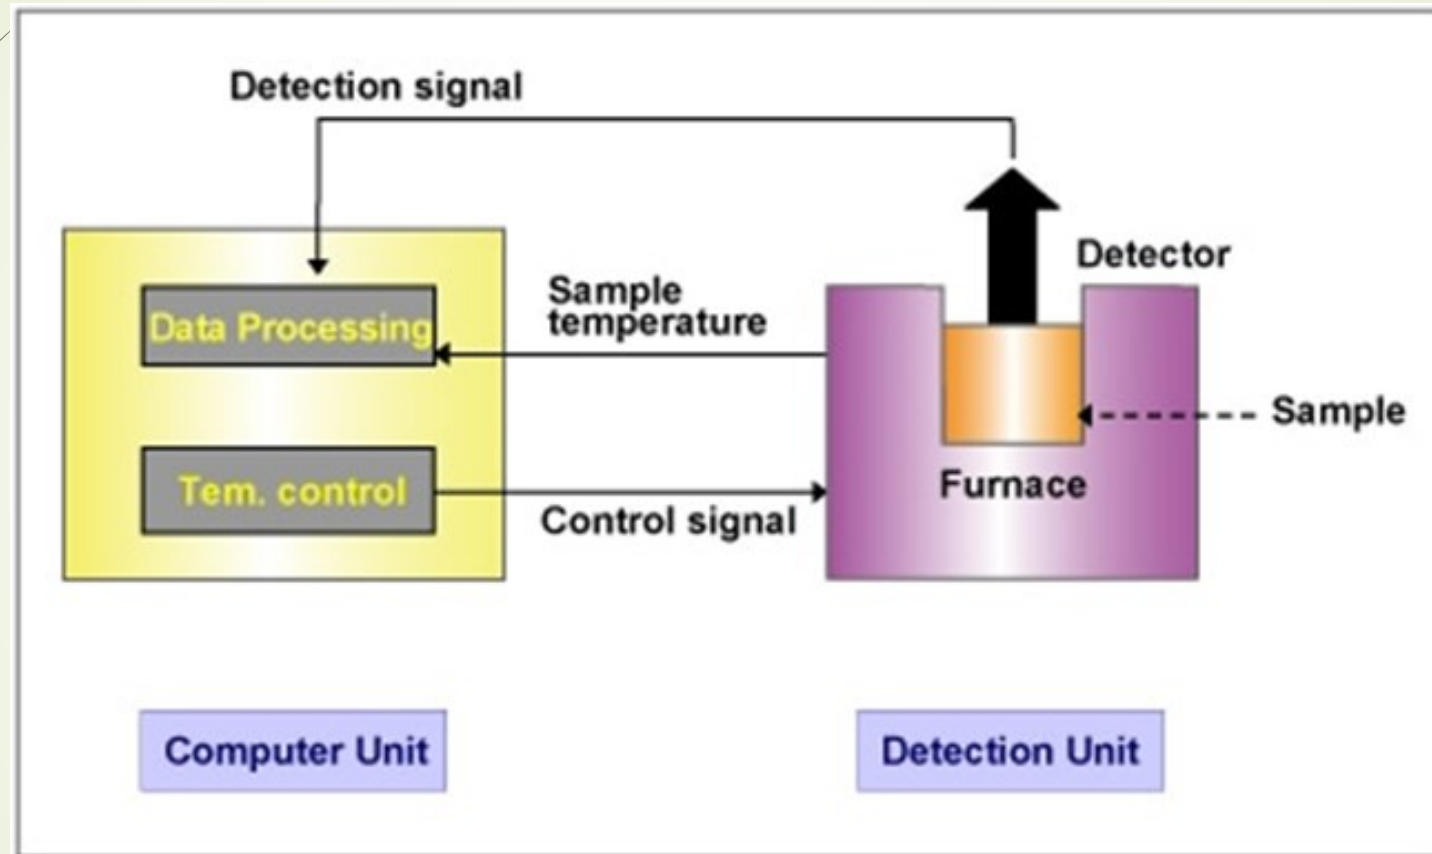 Detection signal
Detector
Sample
temperature
Data Processing
Sample
Tem. control
Furnace
Control signal
Computer Unit
Detection Unit